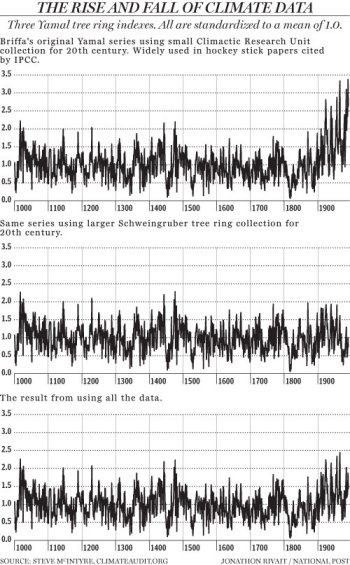 THE RISE AND FALL OF CLIMATE DATA
Three Yamal tree ring indexes. All are standardized to a mean of 1.0.
Briffa's original Yamal series using small Climactic Research Unit
collection for 20th century. Widely used in hockey stick papers cited
by IPCC.
3.5
3.0
2.5
2.0
1.5
1.0
0.5
0.0
1000 1100 1200 1300 1400 1500 1600 1700 1800 1900
Same series using larger Schweingruber tree ring collection for
20th century.
3.5
3.0
2.5
2.0
1.5
1.0
0.5
0.0
1000 1100 1200 1300 1400 1500 1600 1700 1800 1900
The result from using all the data.
3.5
3.0
2.5
2.0
1.5
1.0
0.5
0.0
1000 1100 1200 1300 1400 1500 1600 1700 1800 1900
SOURCE: STEVE MCINTYRE, CLIMATEAUDIT.ORG JONATHON RIVAIT / NATIONAL POST